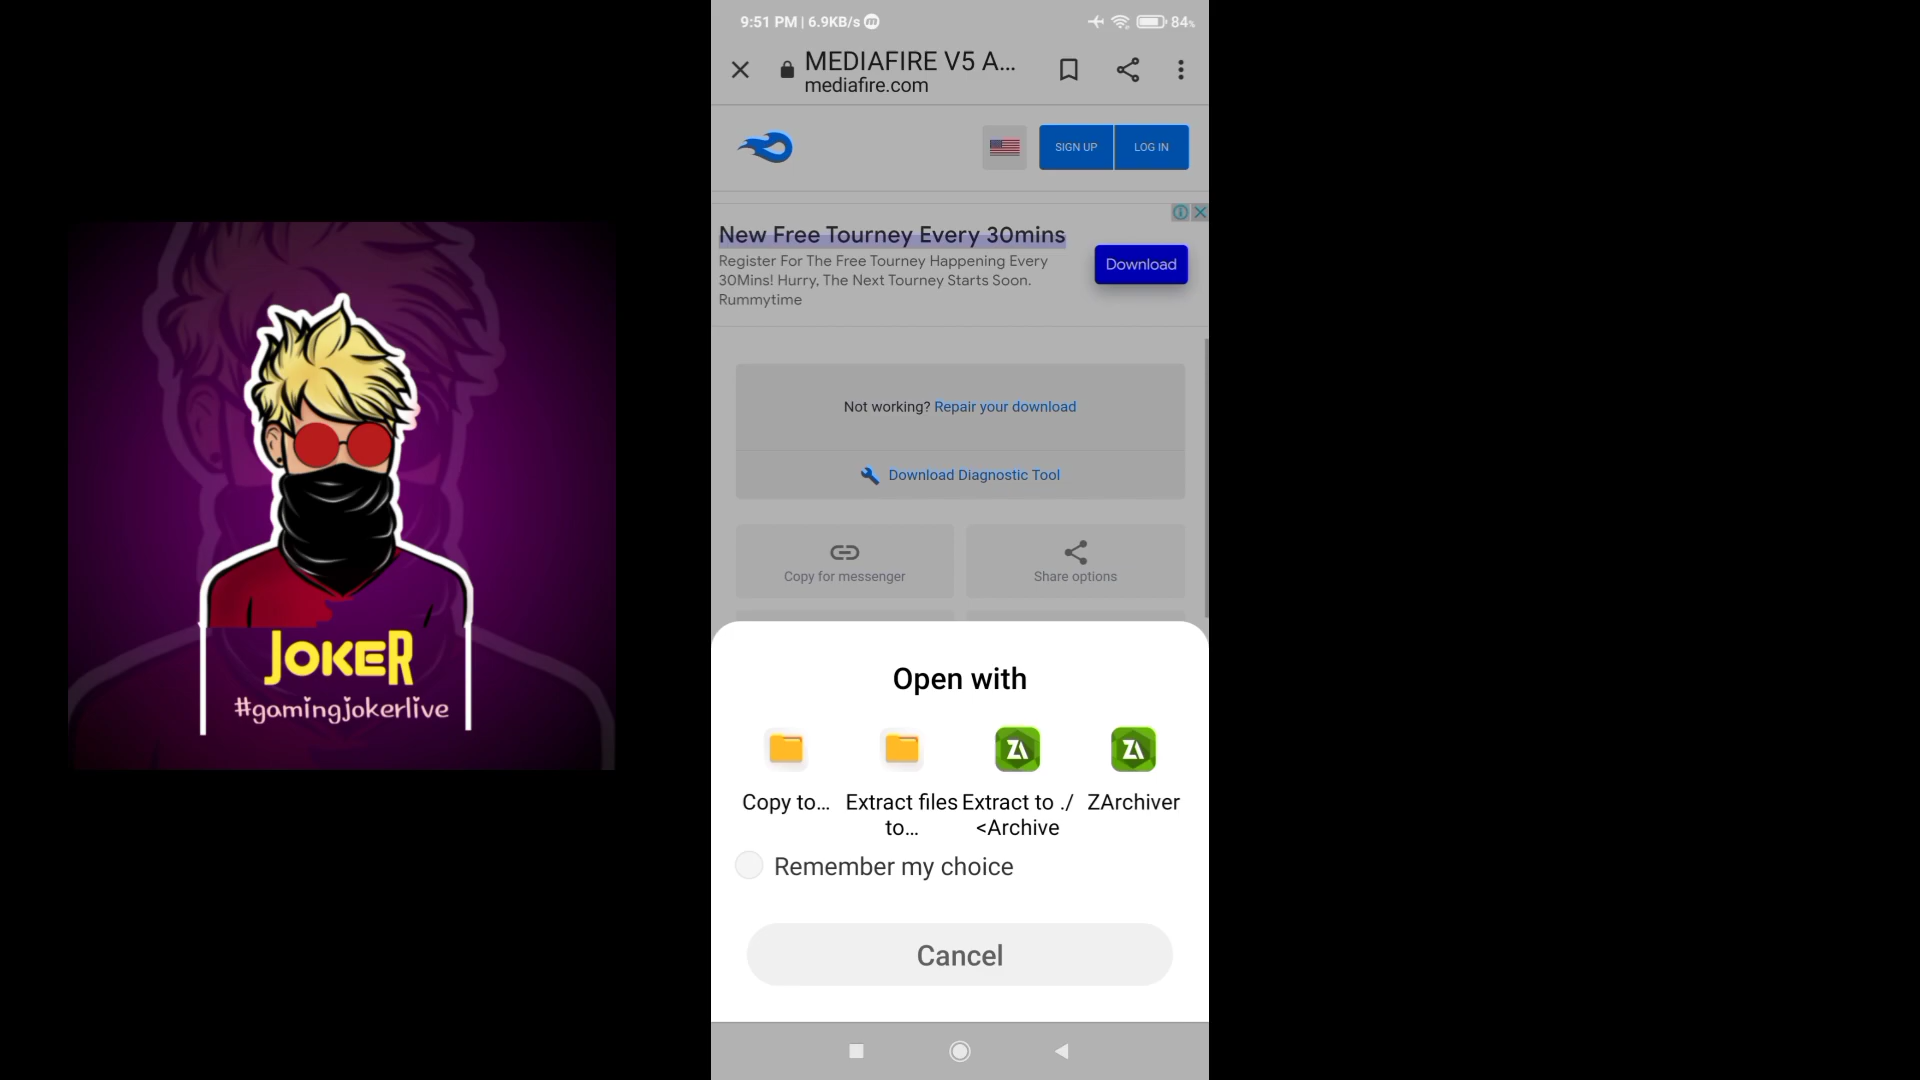 9:51 PM | 6.9KB/s m
84%
MEDIAFIRE V5 A...
mediafire.com
SIGN UP
LOG IN
New Free Tourney Every 30mins
Register For The Free Tourney Happening Every
30Mins! Hurry, The Next Tourney Starts Soon.
Rummytime
Download
Not working? Repair your download
Download Diagnostic Tool
Copy for messenger
Share options
JOKER
#gamingjokerlive
Open with
ZA
ZA
Copy to...
Extract files
to...
Extract to ./
<Archive
ZArchiver
Remember my choice
Cancel